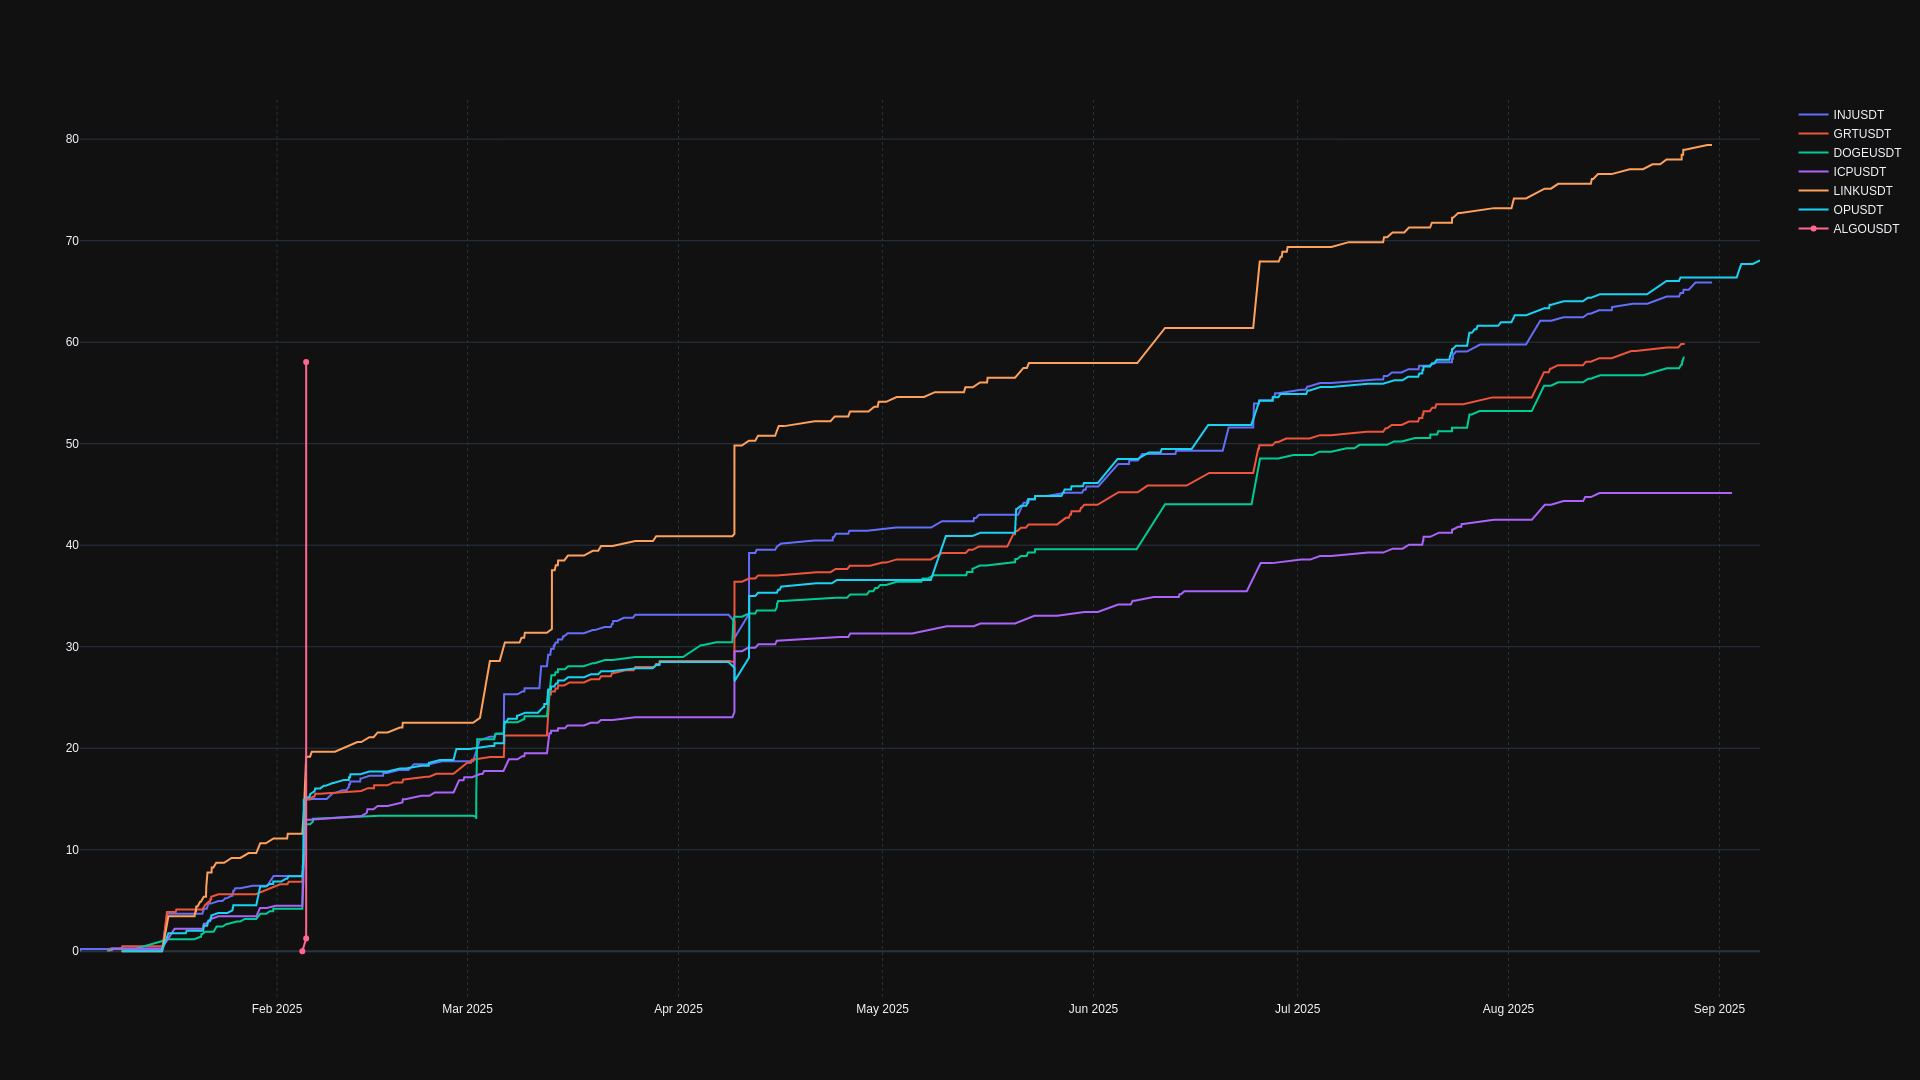 80
70
60
50
40
30
20
10
0
Feb 2025
Mar 2025
Apr 2025
May 2025
Jun 2025
Jul 2025
Aug 2025
Sep 2025
INJUSDT
GRTUSDT
DOGEUSDT
ICPUSDT
LINKUSDT
OPUSDT
ALGOUSDT